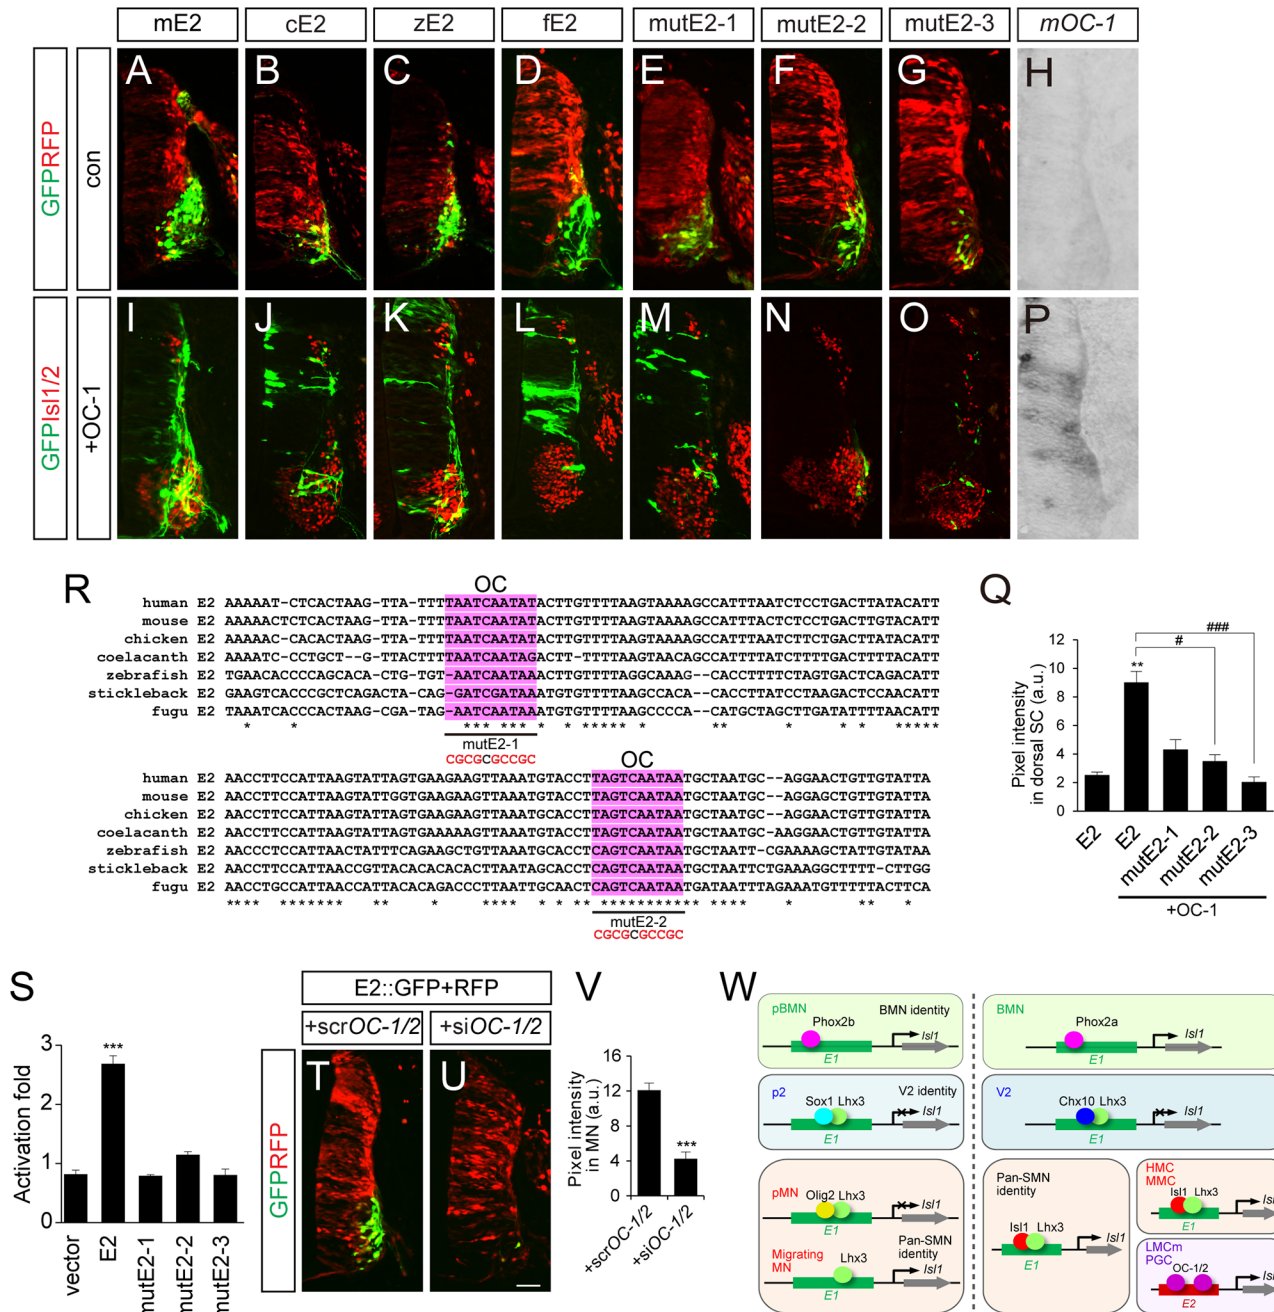 mE2 cE2 zE2 fE2 mutE2-1 mutE2-2 mutE2-3 mOC-1
GFPRFP con A B C D E F G H
GFPIsl1/2 +OC-1 I J K L M N O P
R
OC
human E2 AAAAAT-CTCACTAAG-TTA-TTTTAATCAATATACTTGTTTTAAGTAAAAGCCATTTAATCTCCTGACTTATACATT
mouse E2 AAAAACTCTCACTAAG-TTA-TTTTAATCAATATACTTGTTTTAAGTAAAAGCCATTTACTCTCCTGACTTGTACATT
chicken E2 AAAAAC-CACACTAAG-TTA-TTTTAATCAATATACTTGTTTTAAGTAAAAGCCATTTAATCTTCTGACTTATACATT
coelacanth E2 AAAATC-CCTGCT--G-TTACTTTTAATCAATAGACTT-TTTTAAGTAACAGCCATTTTATCTTTTGACTTTTACATT
zebrafish E2 TGAACACCCCAGCACA-CTG-TGT-AATCAATAAACTTGTTTTAGGCAAAG--CACCTTTTCTAGTGACTCAGACATT
stickleback E2 GAAGTCACCCGCTCAGACTA-CAG-GATCGATAAATGTGTTTTAAGCCACA--CACCTTATCCTAAGACTCCAACATT
fugu E2 TAAATCACCCACTAAG-CGA-TAG-AATCAATAAATGTGTTTTAAGCCCCA--CATGCTAGCTTGATATTTTAACATT
mutE2-1
CGCGCGCCGC
OC
human E2 AACCTTCCATTAAGTATTAGTGAAGAAGTTAAATGTACCTTAGTCAATAATGCTAATGC--AGGAACTGTTGTATTA
mouse E2 AACCTTCCATTAAGTATTGGTGAAGAAGTTAAATGTACCTTAGTCAATAATGCTAATGC--AGGAGCTGTTGTATTA
chicken E2 AACCTTCCATTAAGTATTAGTGAAGAAGTTAAATGTACCTTAGTCAATAATGCTAATGC--AGGAACTGTTGTATTA
coelacanth E2 AACCTTCCATTAAGTATTAGTGAAAAAGTTAAATGTACCTTAGTCAATAATGCTAATGC-AAGGAACTGTTGTATTA
zebrafish E2 AACCCTCCATTAACTATTTCAGAAGCTGTTAAATGCACCTCAGTCAATAATGCTAATT-CGAAAAGCTATTGTATTA
stickleback E2 AACCTTCCATTAACCGTTACACACACACTTAATAGCACCTCAGTCAATAATGCTAATTCTGAAAGGCTTTT-CTTGG
fugu E2 AACCTGCCATTAACCATTACACAGACCCTTAATTGCAACTCAGTCAATAATGATAATTTAGAAATGTTTTTACTTCA
mutE2-2
CGCGCGCCGC
Q
Pixel intensity
in dorsal SC (a.u.)
12
10
8
6
4
2
0
###
#
**
E2 E2 mutE2-1 mutE2-2 mutE2-3
+OC-1
S
Activation fold
3
2
1
0
***
vector E2 mutE2-1 mutE2-2 mutE2-3
E2::GFP+RFP
+scrOC-1/2 +siOC-1/2
GFPRFP
T U
V
Pixel intensity
in MN (a.u.)
16
12
8
4
0
***
+scrOC-1/2 +siOC-1/2
W
pBMN BMN identity
Phox2b
Isl1
E1
BMN
Phox2a
Isl1
E1
p2 V2 identity
Sox1 Lhx3
Isl1
E1
V2
Chx10 Lhx3
Isl1
E1
pMN
Olig2 Lhx3
Isl1
E1
Migrating
MN
Pan-SMN
identity
Lhx3
Isl1
E1
Pan-SMN
identity
Isl1 Lhx3
E1
HMC
MMC
Isl1 Lhx3
E1
LMCm
PGC
OC-1/2
E2